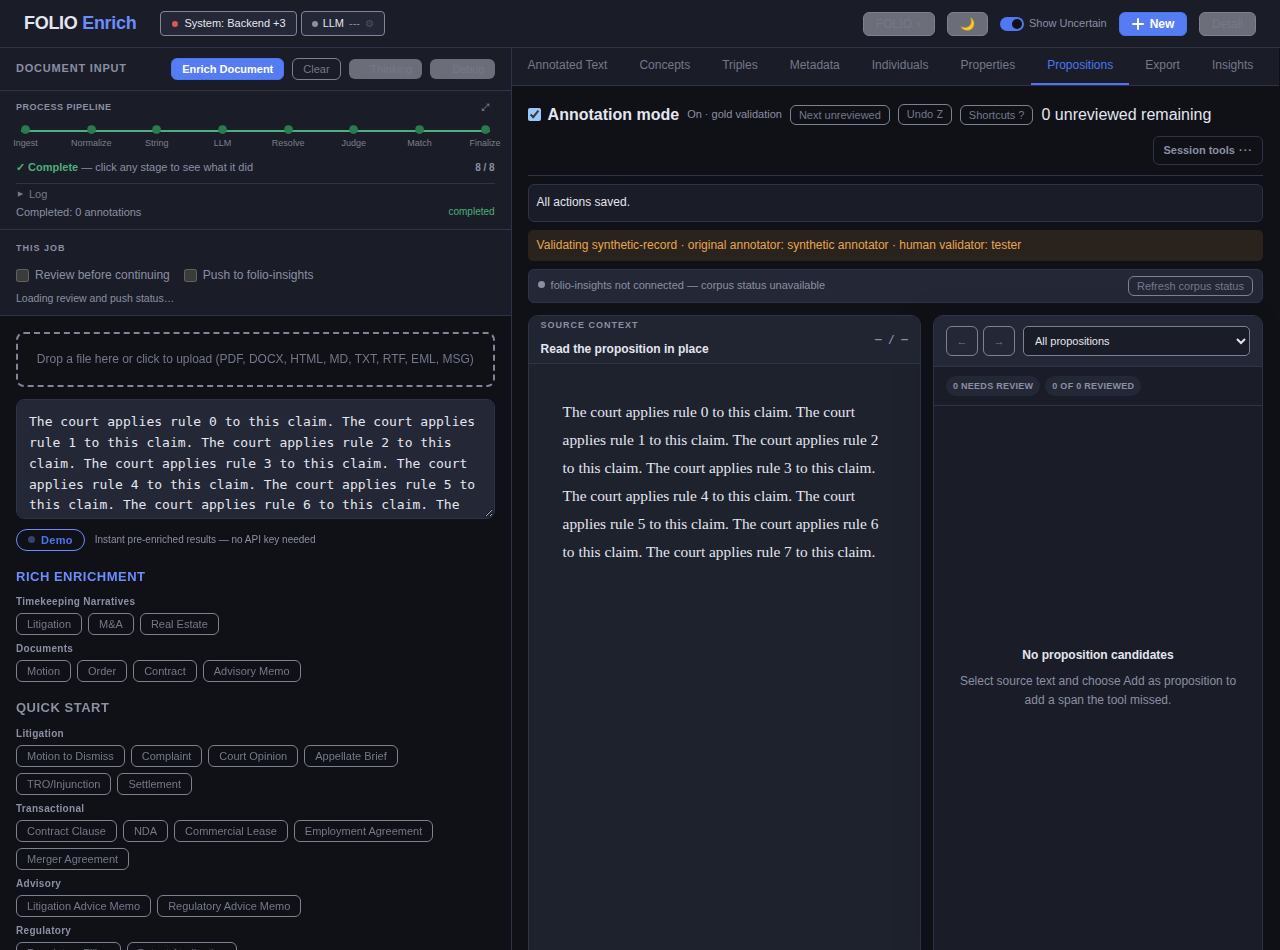 FOLIO Enrich
System: Backend +3
LLM ---
Show Uncertain
New
DOCUMENT INPUT
Enrich Document
Clear
PROCESS PIPELINE
Ingest
Normalize
String
LLM
Resolve
Judge
Match
Finalize
✓ Complete — click any stage to see what it did
8 / 8
Log
Completed: 0 annotations
completed
THIS JOB
Review before continuing
Push to folio-insights
Loading review and push status…
Drop a file here or click to upload (PDF, DOCX, HTML, MD, TXT, RTF, EML, MSG)
The court applies rule 0 to this claim. The court applies
rule 1 to this claim. The court applies rule 2 to this
claim. The court applies rule 3 to this claim. The court
applies rule 4 to this claim. The court applies rule 5 to
this claim. The court applies rule 6 to this claim. The
Demo
Instant pre-enriched results — no API key needed
RICH ENRICHMENT
Timekeeping Narratives
Litigation
M&A
Real Estate
Documents
Motion
Order
Contract
Advisory Memo
QUICK START
Litigation
Motion to Dismiss
Complaint
Court Opinion
Appellate Brief
TRO/Injunction
Settlement
Transactional
Contract Clause
NDA
Commercial Lease
Employment Agreement
Merger Agreement
Advisory
Litigation Advice Memo
Regulatory Advice Memo
Regulatory
Annotated Text
Concepts
Triples
Metadata
Individuals
Properties
Propositions
Export
Insights
Annotation mode
On · gold validation
Next unreviewed
Undo Z
Shortcuts ?
0 unreviewed remaining
Session tools ···
All actions saved.
Validating synthetic-record · original annotator: synthetic annotator · human validator: tester
folio-insights not connected — corpus status unavailable
Refresh corpus status
SOURCE CONTEXT
Read the proposition in place
— / —
The court applies rule 0 to this claim. The court
applies rule 1 to this claim. The court applies rule 2
to this claim. The court applies rule 3 to this claim.
The court applies rule 4 to this claim. The court
applies rule 5 to this claim. The court applies rule 6
to this claim. The court applies rule 7 to this claim.
←
→
All propositions
0 NEEDS REVIEW
0 OF 0 REVIEWED
No proposition candidates
Select source text and choose Add as proposition to
add a span the tool missed.